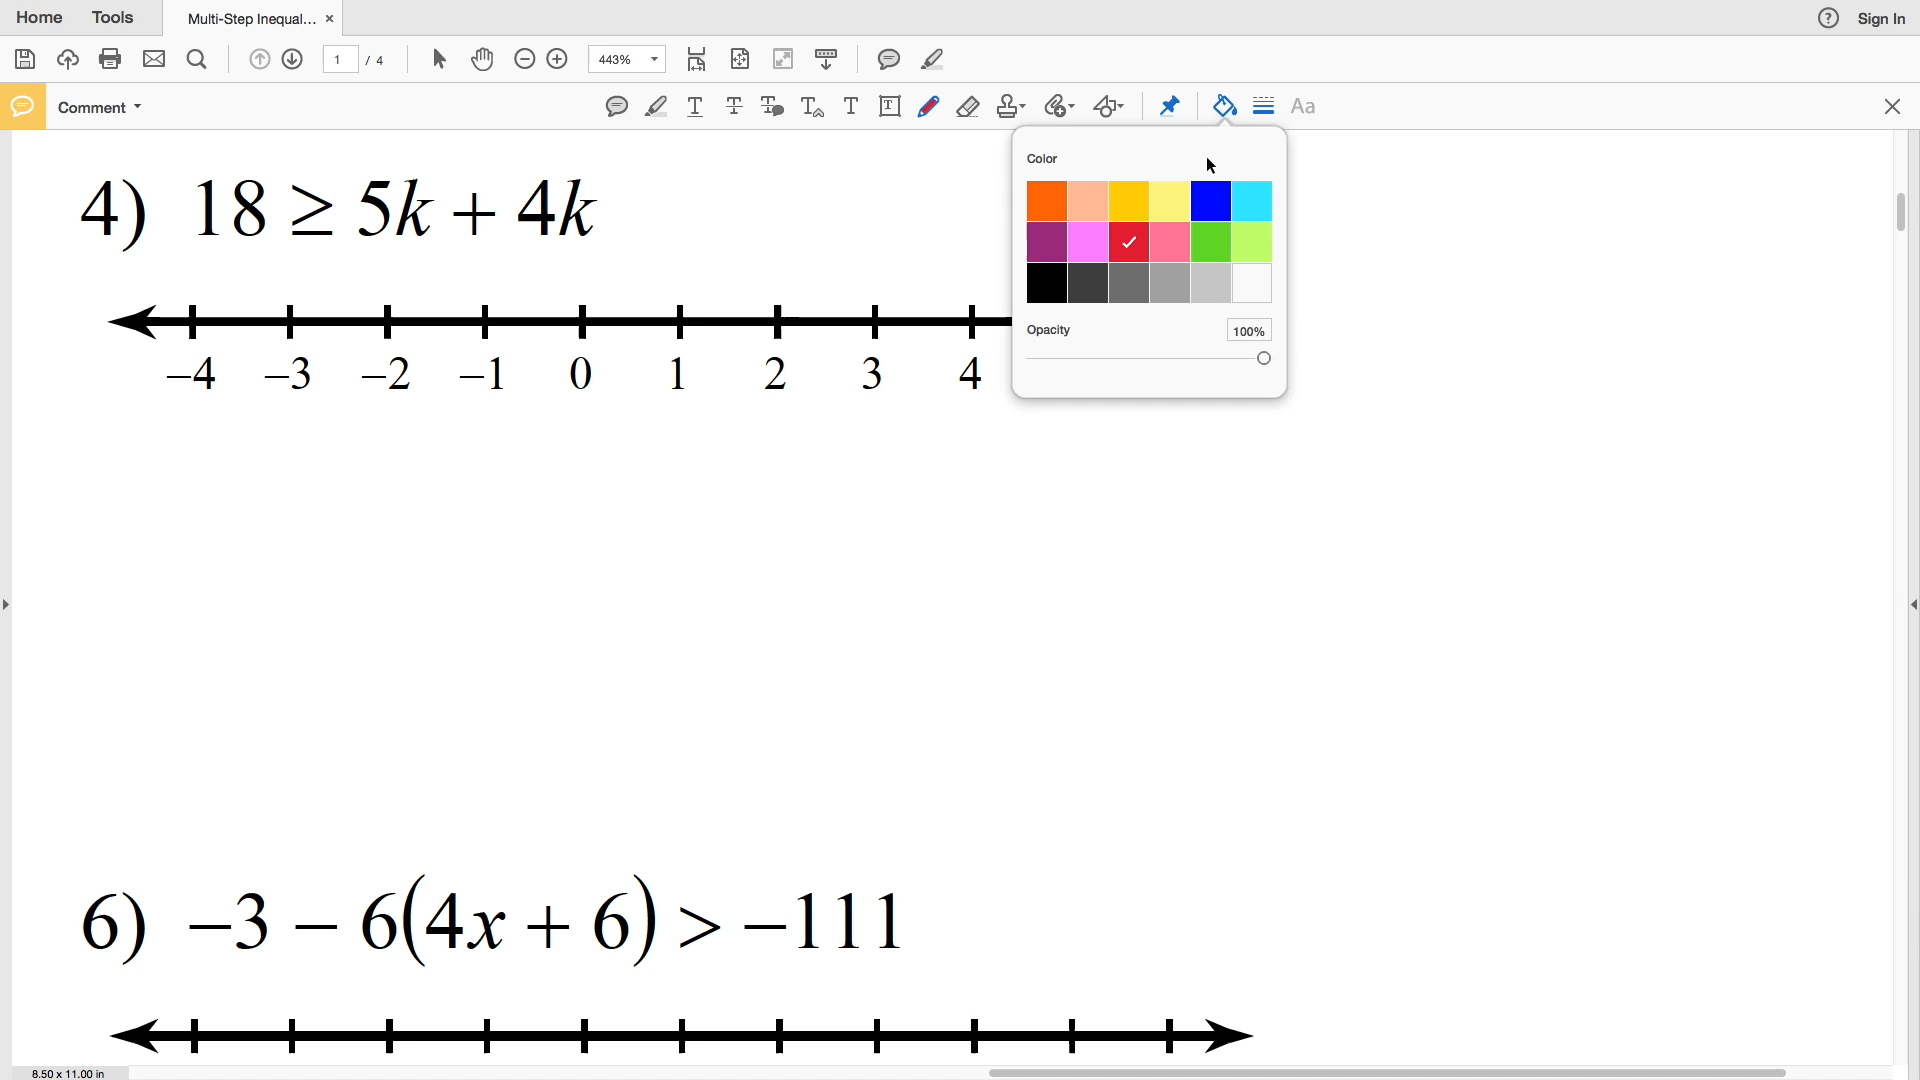 Home Tools Multi-Step Inequal... × ? Sign In
1 / 4 443%
Comment T T T T T T Aa
Color
4) 18 ≥ 5k + 4k
Opacity 100%
−4 −3 −2 −1 0 1 2 3 4
6) −3 − 6(4x + 6) > −111
8.50 x 11.00 in